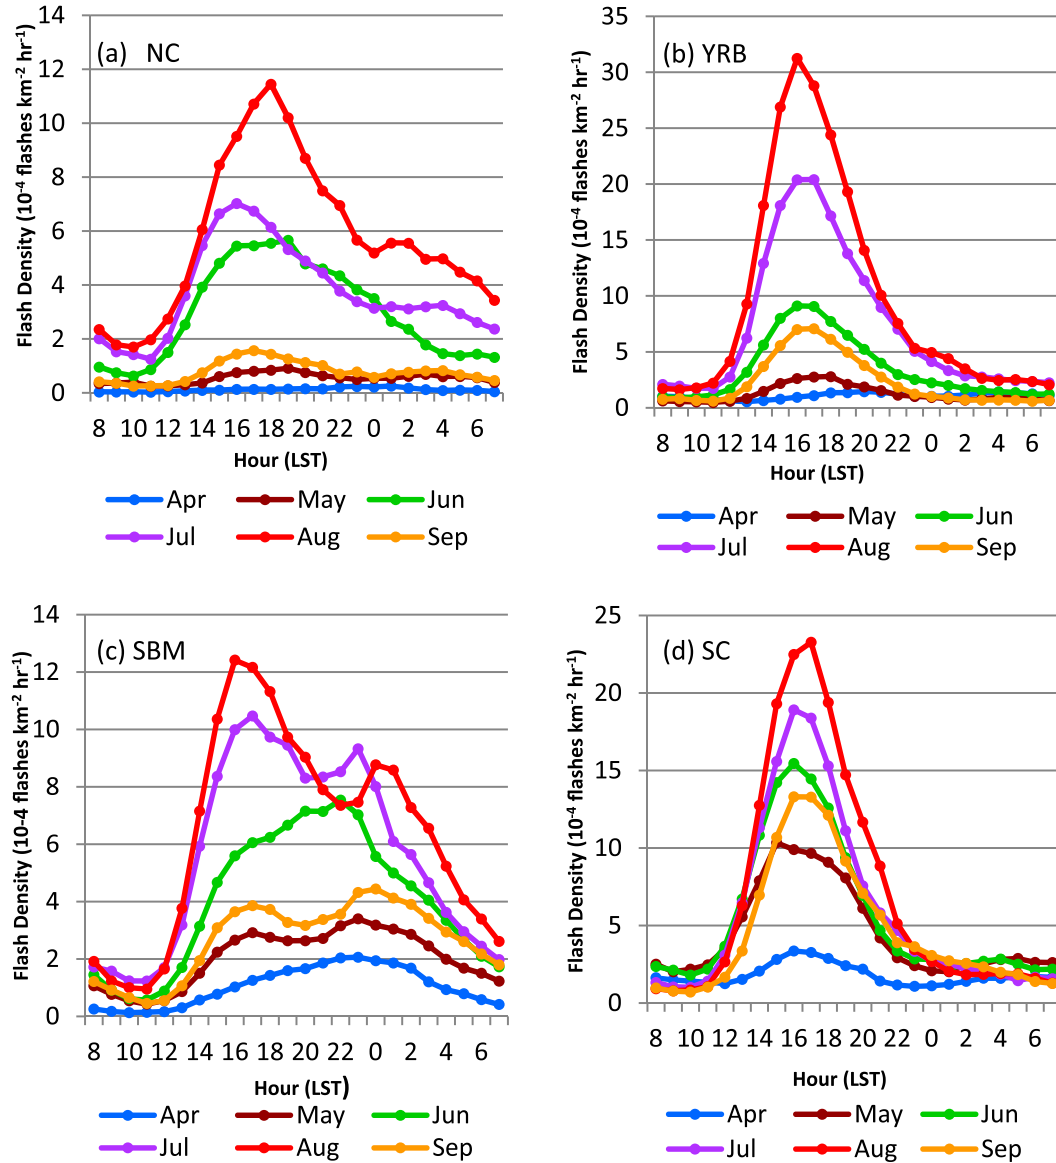 (a) NC
Flash Density (10⁻⁴ flashes km⁻² hr⁻¹)
14
12
10
8
6
4
2
0
8 10 12 14 16 18 20 22 0 2 4 6
Hour (LST)
Apr May Jun
Jul Aug Sep
(b) YRB
Flash Density (10⁻⁴ flashes km⁻² hr⁻¹)
35
30
25
20
15
10
5
0
8 10 12 14 16 18 20 22 0 2 4 6
Hour (LST)
Apr May Jun
Jul Aug Sep
(c) SBM
Flash Density (10-4 flashes km⁻² hr⁻¹)
14
12
10
8
6
4
2
0
8 10 12 14 16 18 20 22 0 2 4 6
Hour (LST)
Apr May Jun
Jul Aug Sep
(d) SC
Flash Density (10⁻⁴ flashes km⁻² hr⁻¹)
25
20
15
10
5
0
8 10 12 14 16 18 20 22 0 2 4 6
Hour (LST)
Apr May Jun
Jul Aug Sep